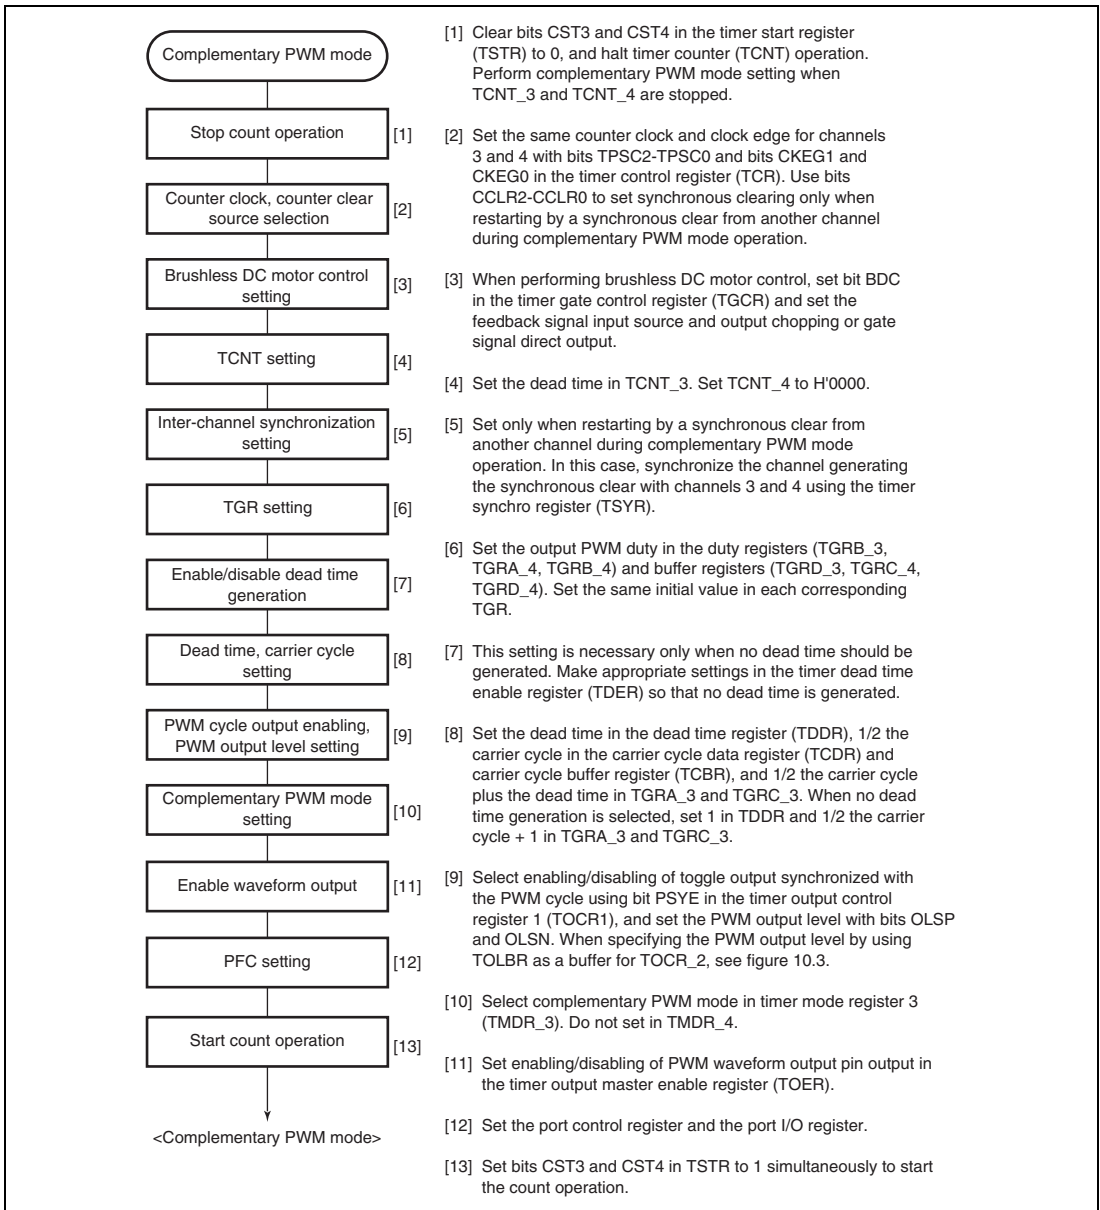 Complementary PWM mode
Stop count operation
[1]
Counter clock, counter clear
source selection
[2]
Brushless DC motor control
setting
[3]
TCNT setting
[4]
Inter-channel synchronization
setting
[5]
TGR setting
[6]
Enable/disable dead time
generation
[7]
Dead time, carrier cycle
setting
[8]
PWM cycle output enabling,
PWM output level setting
[9]
Complementary PWM mode
setting
[10]
Enable waveform output
[11]
PFC setting
[12]
Start count operation
[13]
<Complementary PWM mode>
[1] Clear bits CST3 and CST4 in the timer start register
(TSTR) to 0, and halt timer counter (TCNT) operation.
Perform complementary PWM mode setting when
TCNT_3 and TCNT_4 are stopped.
[2] Set the same counter clock and clock edge for channels
3 and 4 with bits TPSC2-TPSC0 and bits CKEG1 and
CKEG0 in the timer control register (TCR). Use bits
CCLR2-CCLR0 to set synchronous clearing only when
restarting by a synchronous clear from another channel
during complementary PWM mode operation.
[3] When performing brushless DC motor control, set bit BDC
in the timer gate control register (TGCR) and set the
feedback signal input source and output chopping or gate
signal direct output.
[4] Set the dead time in TCNT_3. Set TCNT_4 to H'0000.
[5] Set only when restarting by a synchronous clear from
another channel during complementary PWM mode
operation. In this case, synchronize the channel generating
the synchronous clear with channels 3 and 4 using the timer
synchro register (TSYR).
[6] Set the output PWM duty in the duty registers (TGRB_3,
TGRA_4, TGRB_4) and buffer registers (TGRD_3, TGRC_4,
TGRD_4). Set the same initial value in each corresponding
TGR.
[7] This setting is necessary only when no dead time should be
generated. Make appropriate settings in the timer dead time
enable register (TDER) so that no dead time is generated.
[8] Set the dead time in the dead time register (TDDR), 1/2 the
carrier cycle in the carrier cycle data register (TCDR) and
carrier cycle buffer register (TCBR), and 1/2 the carrier cycle
plus the dead time in TGRA_3 and TGRC_3. When no dead
time generation is selected, set 1 in TDDR and 1/2 the carrier
cycle + 1 in TGRA_3 and TGRC_3.
[9] Select enabling/disabling of toggle output synchronized with
the PWM cycle using bit PSYE in the timer output control
register 1 (TOCR1), and set the PWM output level with bits OLSP
and OLSN. When specifying the PWM output level by using
TOLBR as a buffer for TOCR_2, see figure 10.3.
[10] Select complementary PWM mode in timer mode register 3
(TMDR_3). Do not set in TMDR_4.
[11] Set enabling/disabling of PWM waveform output pin output in
the timer output master enable register (TOER).
[12] Set the port control register and the port I/O register.
[13] Set bits CST3 and CST4 in TSTR to 1 simultaneously to start
the count operation.